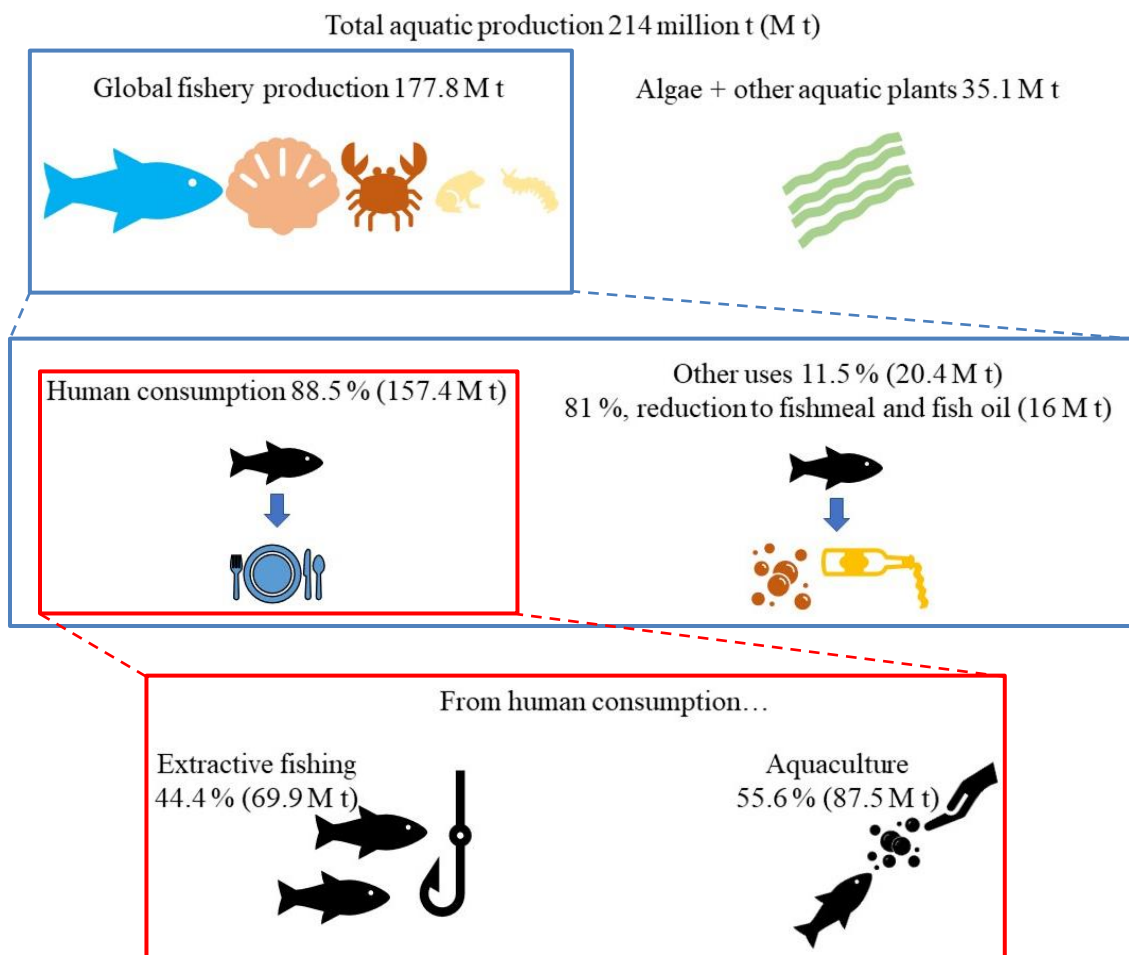 Total aquatic production 214 million t (M t)
Global fishery production 177.8 M t
Algae + other aquatic plants 35.1 M t
Human consumption 88.5 % (157.4 M t)
Other uses 11.5 % (20.4 M t)
81 %, reduction to fishmeal and fish oil (16 M t)
From human consumption…
Extractive fishing
44.4 % (69.9 M t)
Aquaculture
55.6 % (87.5 M t)